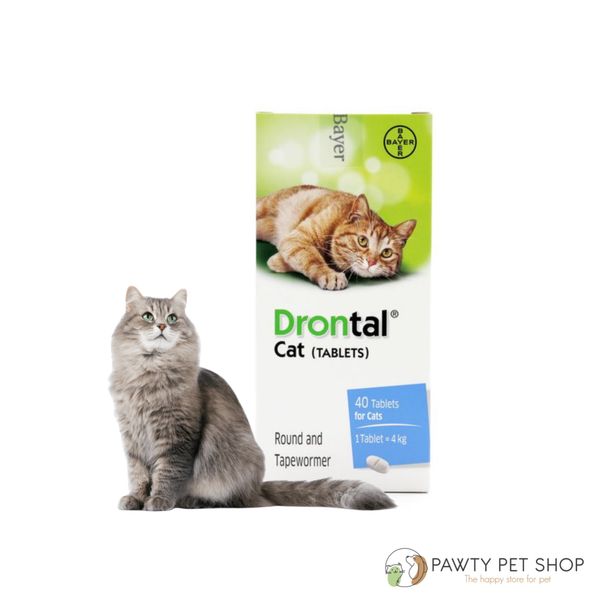 Bayer
BAYER
BAYER
Drontal®
Cat (TABLETS)
40 Tablets
for Cats
1 Tablet = 4 kg
Round and
Tapewormer
PAWTY PET SHOP
The happy store for pet